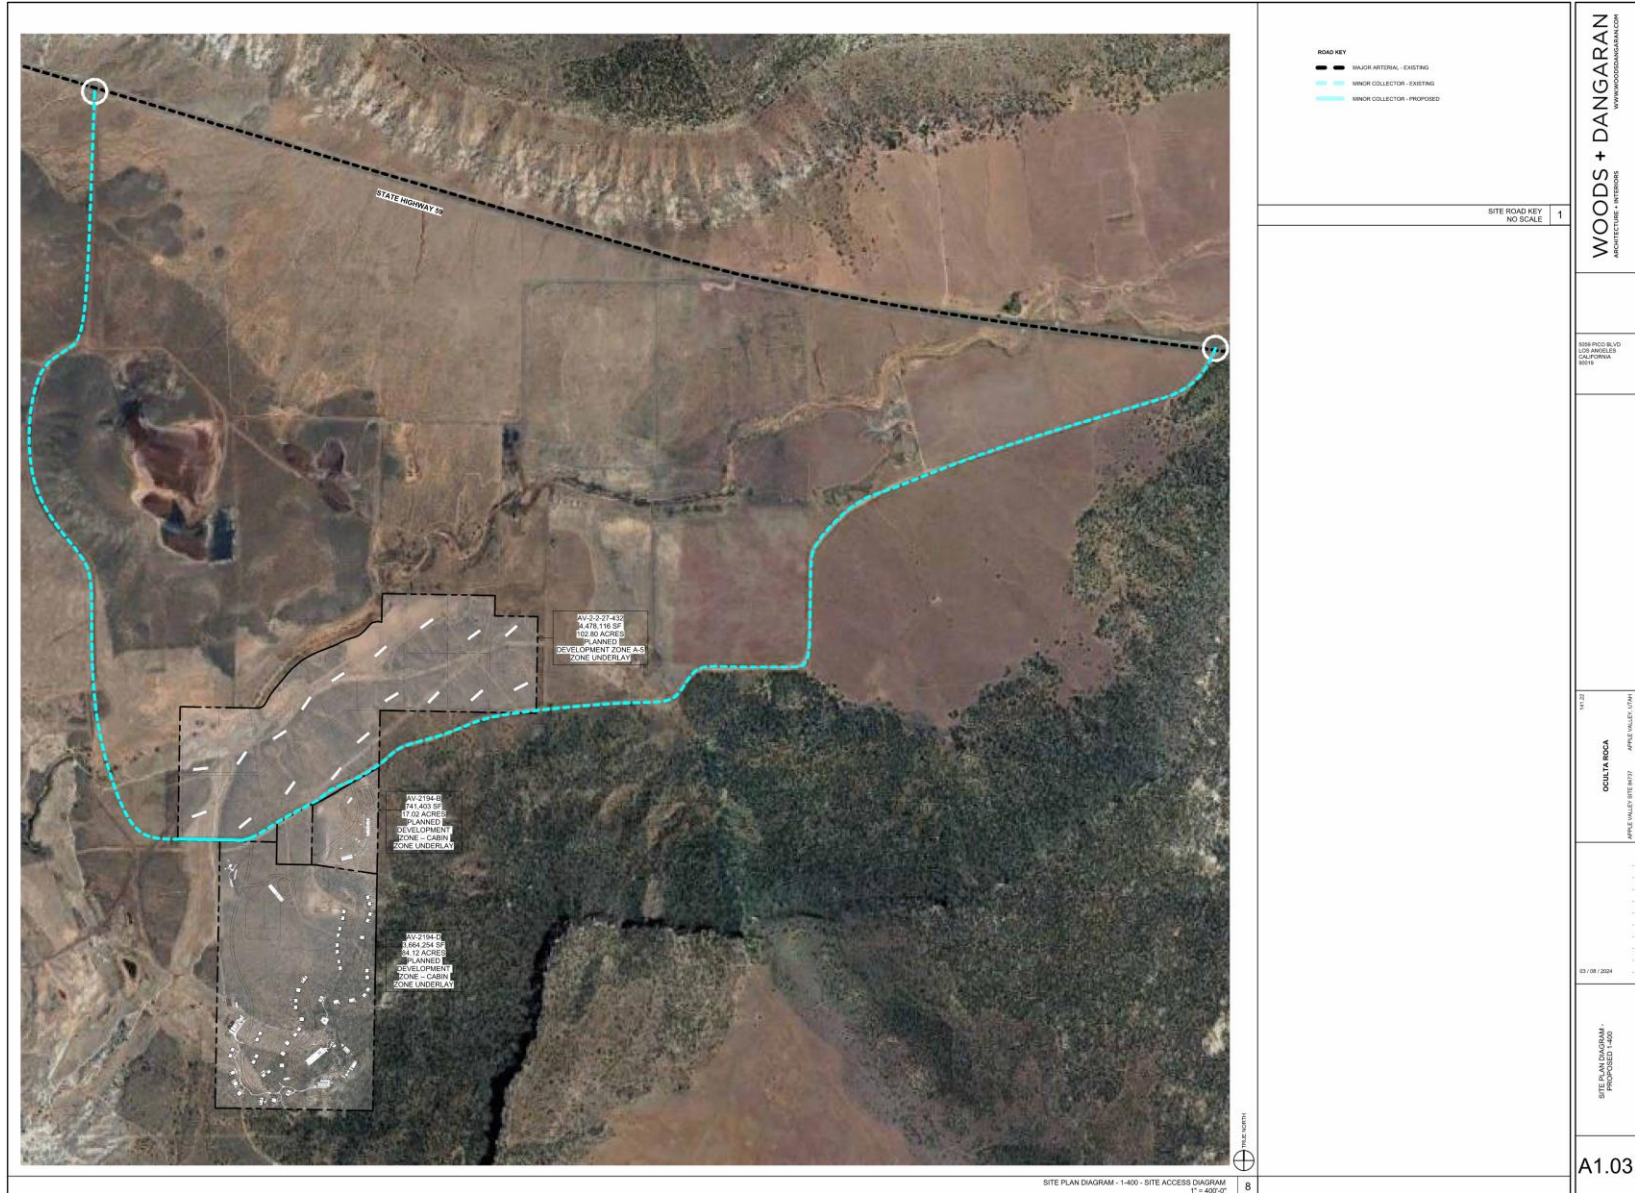 STATE HIGHWAY 59
AV-2-2-27-432
4,478,116 SF
102.80 ACRES
PLANNED
DEVELOPMENT ZONE A-5
ZONE UNDERLAY
AV-2194-B
741,403 SF
17.02 ACRES
PLANNED
DEVELOPMENT
ZONE – CABIN
ZONE UNDERLAY
AV-2194-D
3,664,254 SF
84.12 ACRES
PLANNED
DEVELOPMENT
ZONE – CABIN
ZONE UNDERLAY
TRUE NORTH
SITE PLAN DIAGRAM - 1-400 - SITE ACCESS DIAGRAM
1" = 400'-0"
8
ROAD KEY
MAJOR ARTERIAL - EXISTING
MINOR COLLECTOR - EXISTING
MINOR COLLECTOR - PROPOSED
SITE ROAD KEY
NO SCALE
1
WOODS + DANGARAN
ARCHITECTURE + INTERIORS
WWW.WOODSDANGARAN.COM
PICO BLVD
LOS ANGELES
CALIFORNIA
OCULTA ROCA
APPLE VALLEY SITE 84737
APPLE VALLEY, UTAH
03 / 08 / 2024
SITE PLAN DIAGRAM -
PROPOSED 1-400
A1.03